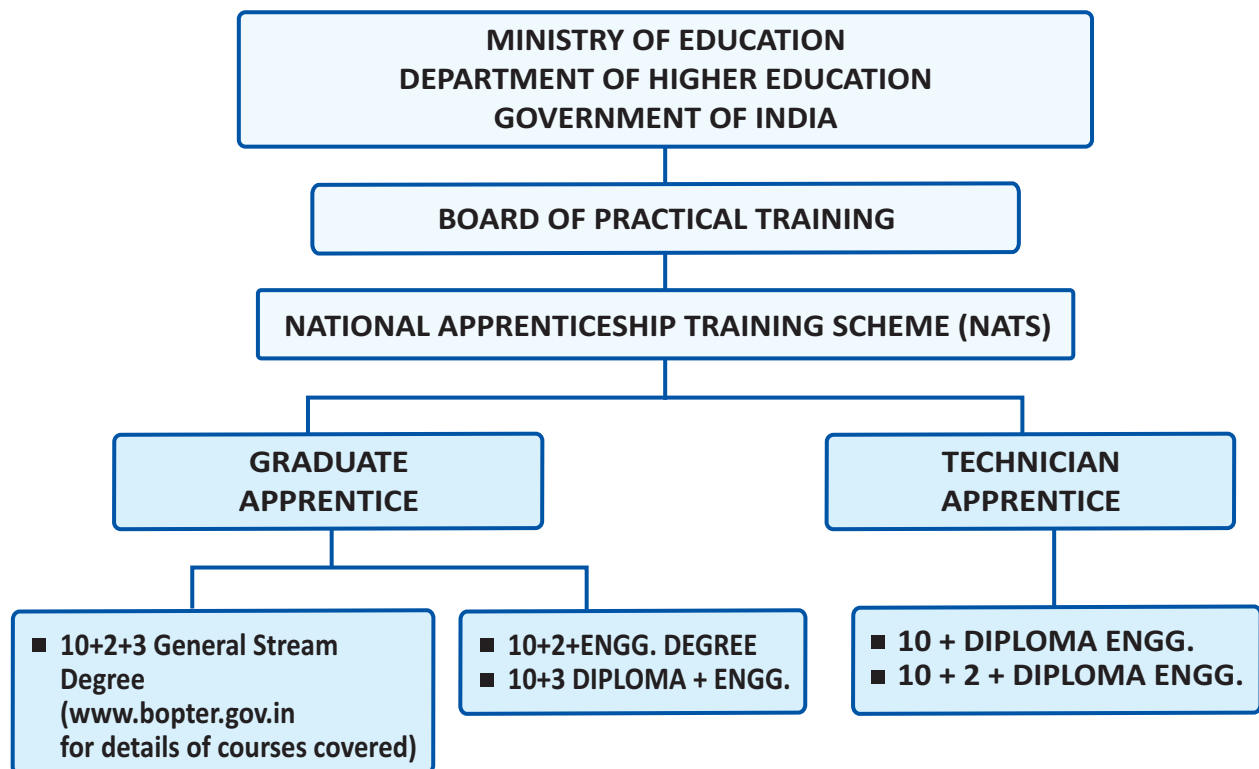 MINISTRY OF EDUCATION
DEPARTMENT OF HIGHER EDUCATION
GOVERNMENT OF INDIA
BOARD OF PRACTICAL TRAINING
NATIONAL APPRENTICESHIP TRAINING SCHEME (NATS)
GRADUATE
APPRENTICE
TECHNICIAN
APPRENTICE
■ 10+2+3 General Stream
Degree
(www.bopter.gov.in
for details of courses covered)
■ 10+2+ENGG. DEGREE
■ 10+3 DIPLOMA + ENGG.
■ 10 + DIPLOMA ENGG.
■ 10 + 2 + DIPLOMA ENGG.